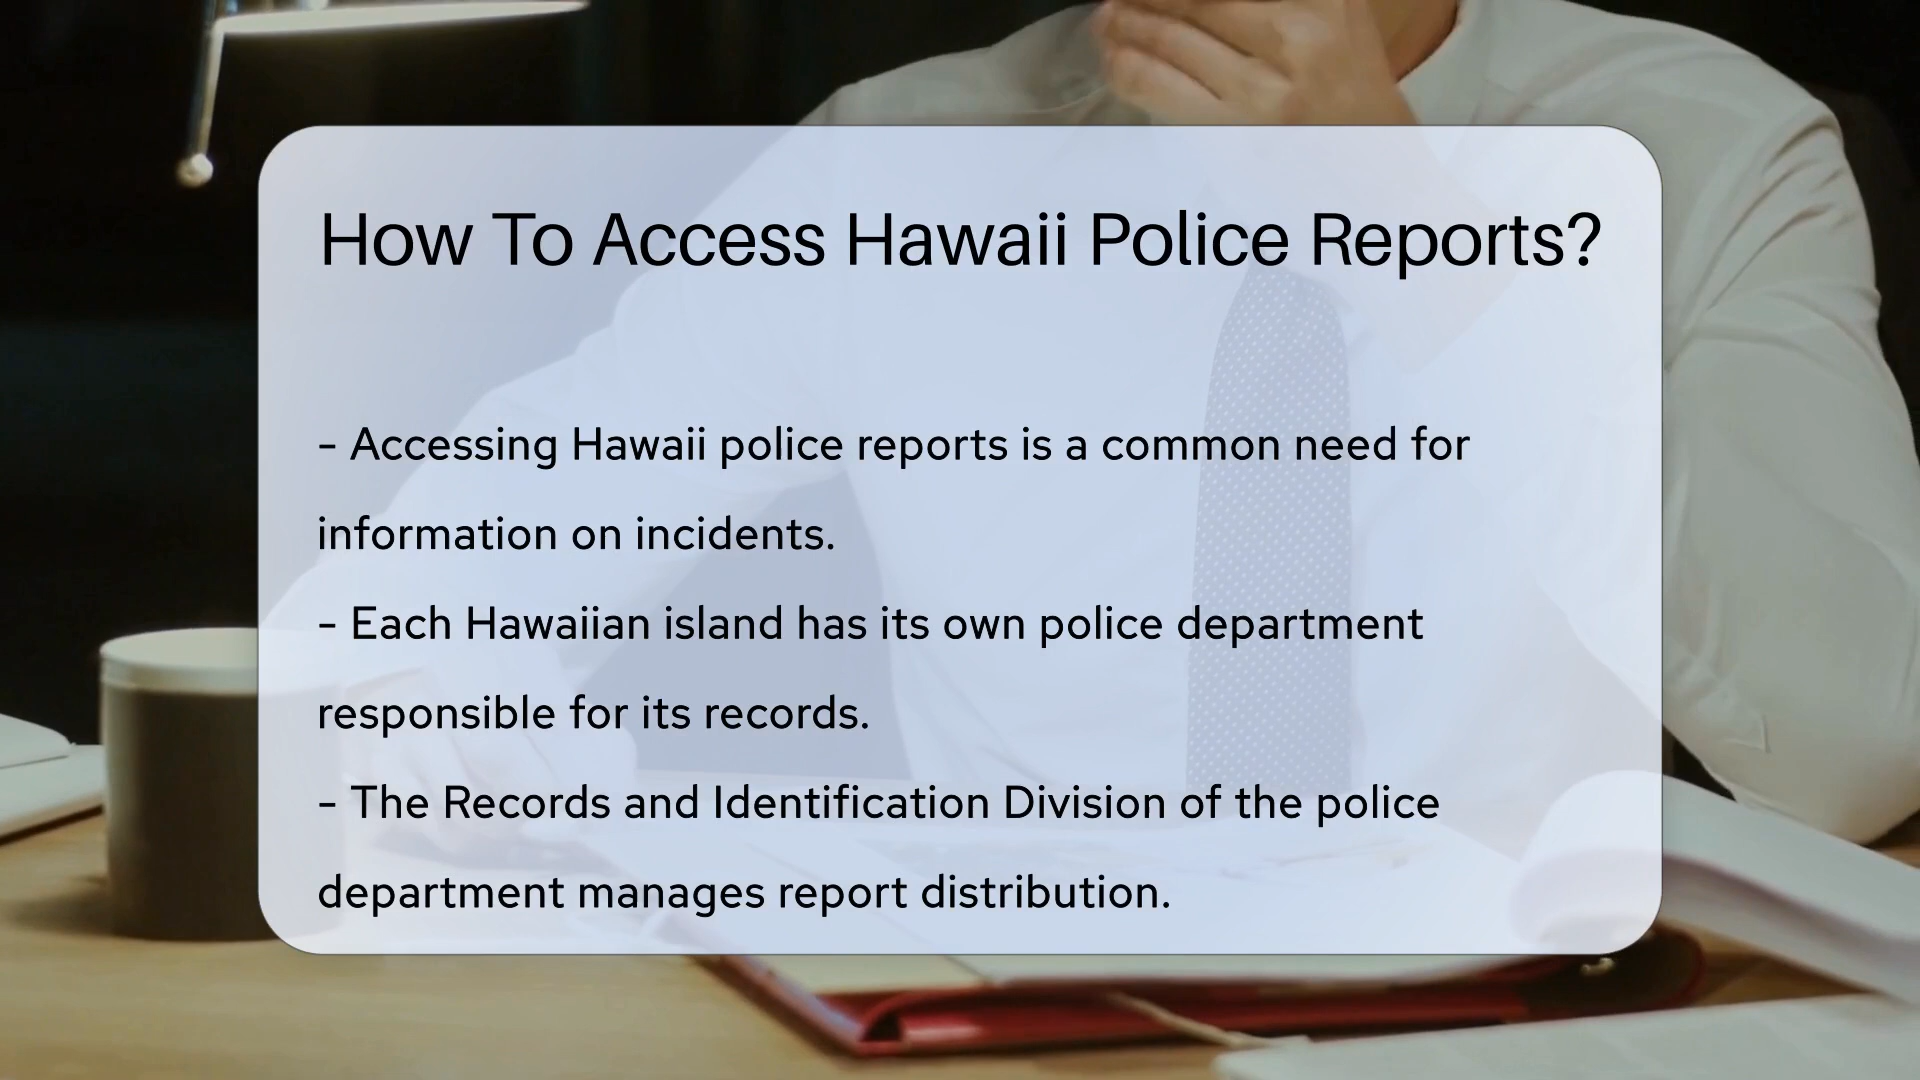 How To Access Hawaii Police Reports?
- Accessing Hawaii police reports is a common need for
information on incidents.
- Each Hawaiian island has its own police department
responsible for its records.
- The Records and Identification Division of the police
department manages report distribution.